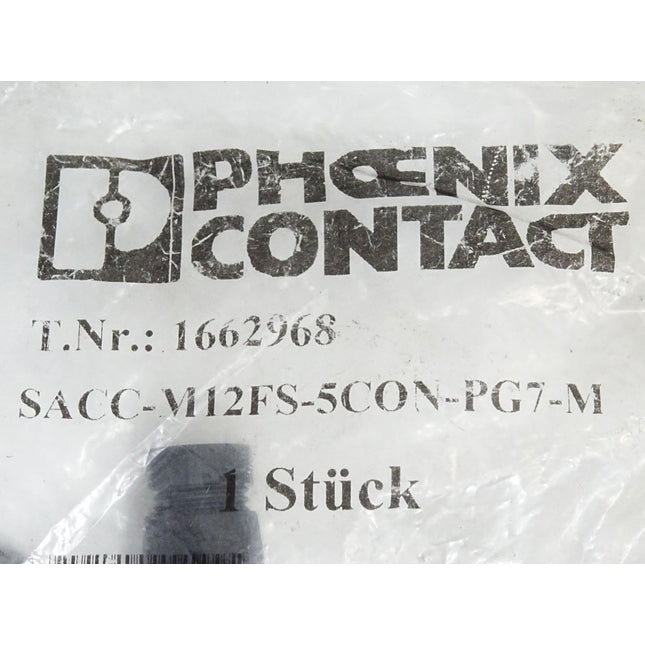 PHOENIX
CONTACT
T.Nr.: 1662968
SACC-M12FS-5CON-PG7-M
1 Stück